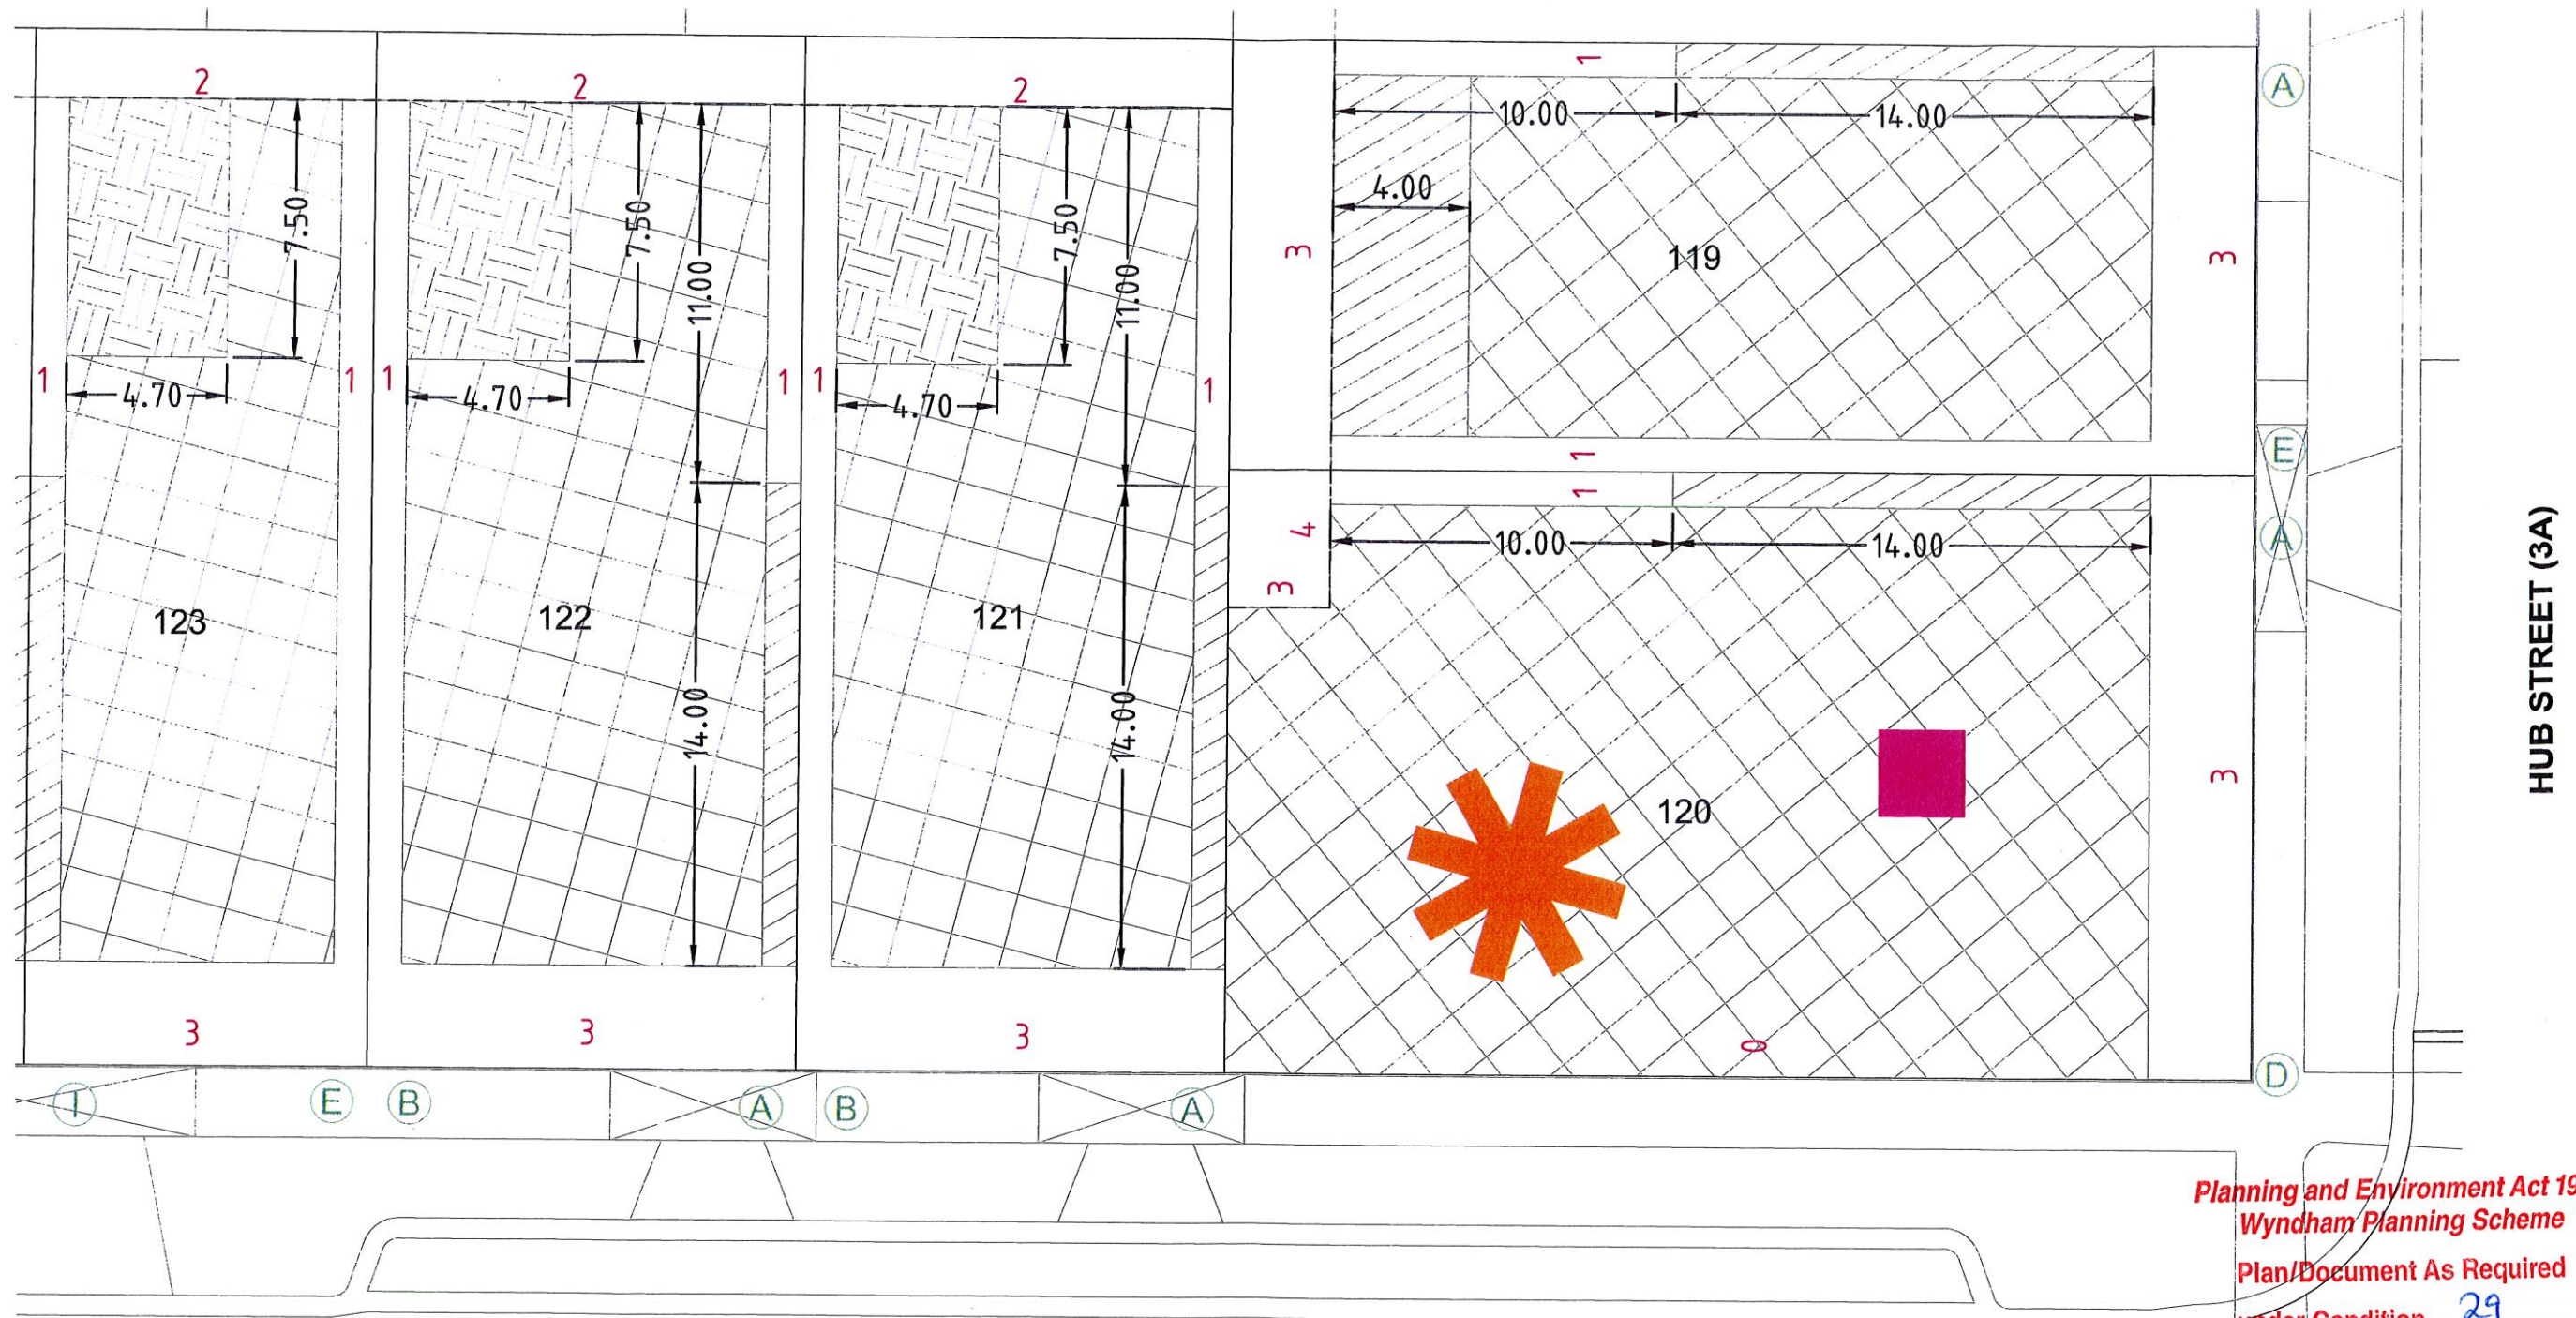 2
2
2
1
A
10.00
14.00
4.00
7.50
7.50
11.00
7.50
11.00
3
119
3
1
4.70
1
1
4.70
1
1
4.70
1
1
E
1
4
10.00
14.00
A
3
123
122
14.00
121
14.00
120
3
HUB STREET (3A)
3
3
3
0
E
B
A
B
A
D
Planning and Environment Act 19
Wyndham Planning Scheme
Plan/Document As Required
under Condition 29